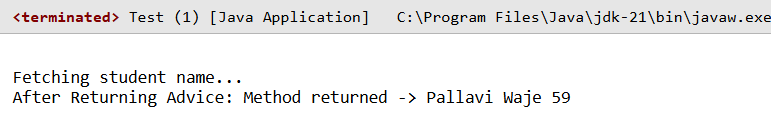 <terminated> Test (1) [Java Application] C:\Program Files\Java\jdk-21\bin\javaw.exe
Fetching student name...
After Returning Advice: Method returned -> Pallavi Waje 59